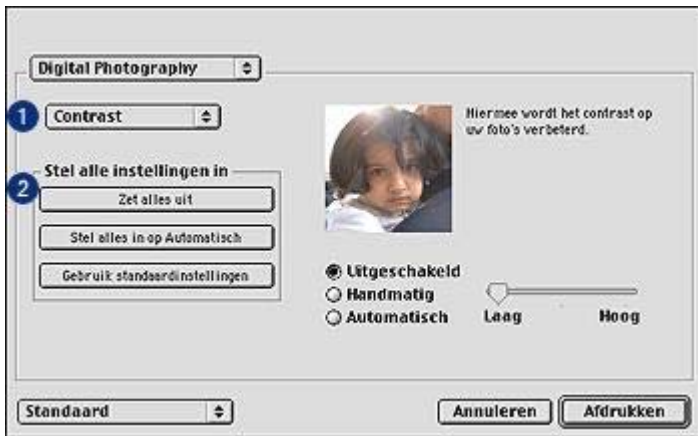 Digital Photography
1
Contrast
Hiermee wordt het contrast op
uw foto's verbeterd.
Stel alle instellingen in
2
Zet alles uit
Stel alles in op Automatisch
Gebruik standaardinstellingen
Uitgeschakeld
Handmatig
Automatisch
Laag
Hoog
Standaard
Annuleren
Afdrukken